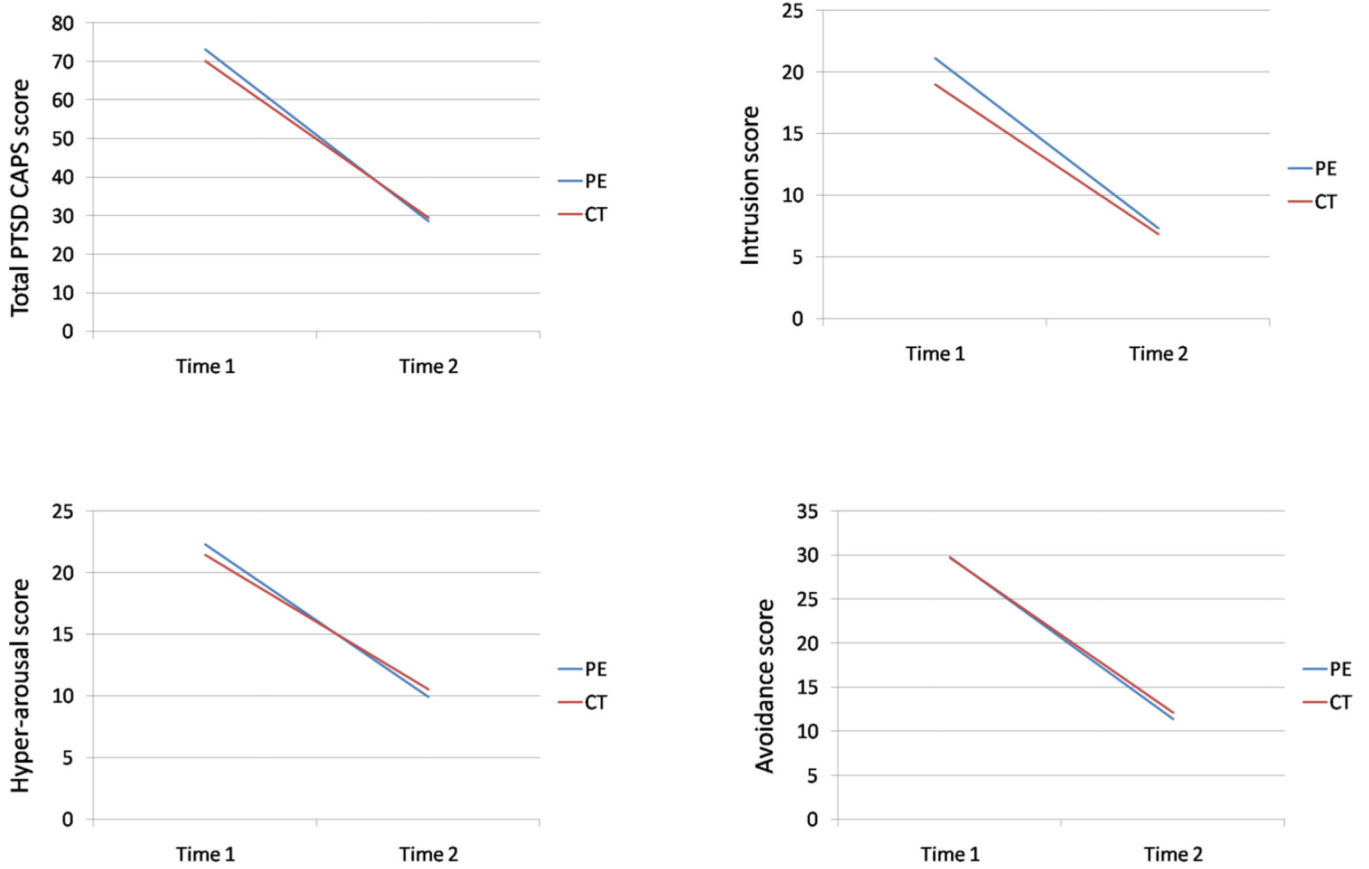 Total PTSD CAPS score
80
70
60
50
40
30
20
10
0
Time 1 Time 2
PE
CT
Intrusion score
25
20
15
10
5
0
Time 1 Time 2
PE
CT
Hyper-arousal score
25
20
15
10
5
0
Time 1 Time 2
PE
CT
Avoidance score
35
30
25
20
15
10
5
0
Time 1 Time 2
PE
CT